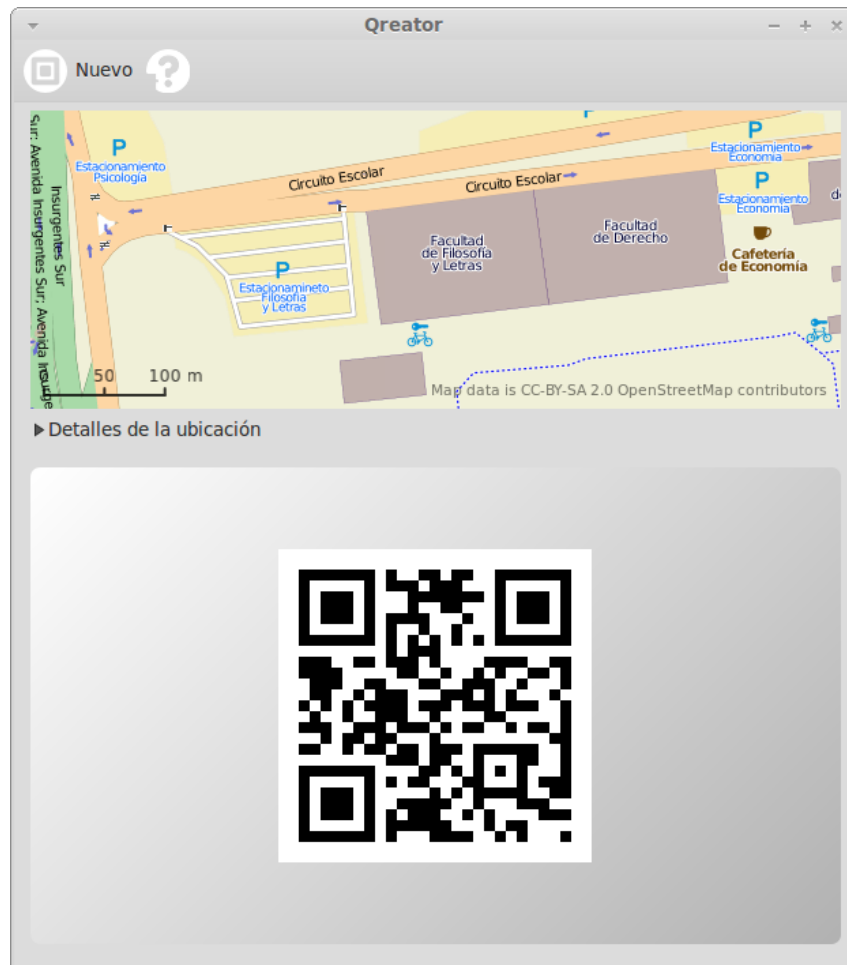 Qreator
Nuevo
P
Estacionamiento
Psicología
Circuito Escolar
Circuito Escolar
P
Estacionamiento
Economía
P
Estacionamiento
Economía
Facultad
de Filosofía
y Letras
Facultad
de Derecho
Cafetería
de Economía
P
Estacionamineto
Filosofía
y Letras
Insurgentes Sur
Sur; Avenida Insurgentes Sur; Avenida Insurge
50 100 m
Map data is CC-BY-SA 2.0 OpenStreetMap contributors
Detalles de la ubicación